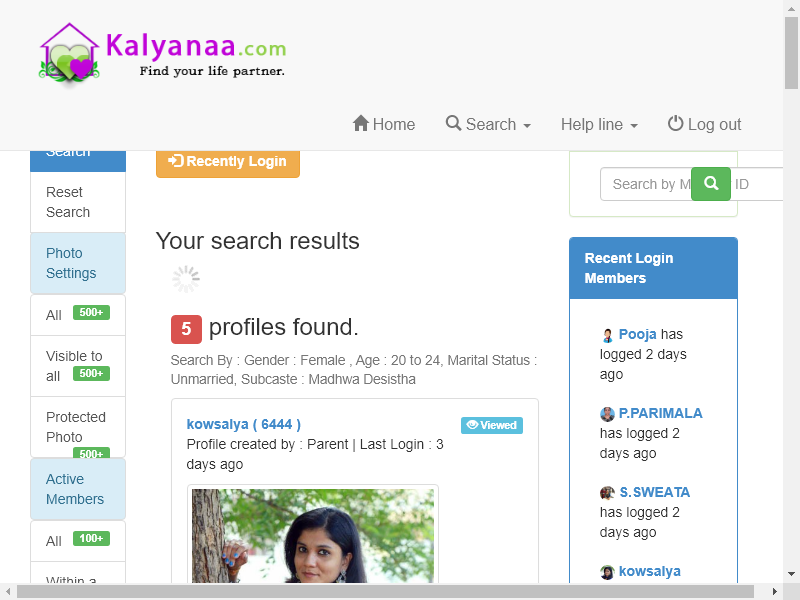 Kalyanaa.com
Find your life partner.
Home
Search
Help line
Log out
Search
Reset
Search
Photo
Settings
All 500+
Visible to
all 500+
Protected
Photo
500+
Active
Members
All 100+
Within a
Recently Login
Your search results
5 profiles found.
Search By : Gender : Female , Age : 20 to 24, Marital Status :
Unmarried, Subcaste : Madhwa Desistha
kowsalya ( 6444 )
Viewed
Profile created by : Parent | Last Login : 3
days ago
Search by M ID
Recent Login
Members
Pooja has
logged 2 days
ago
P.PARIMALA
has logged 2
days ago
S.SWEATA
has logged 2
days ago
kowsalya